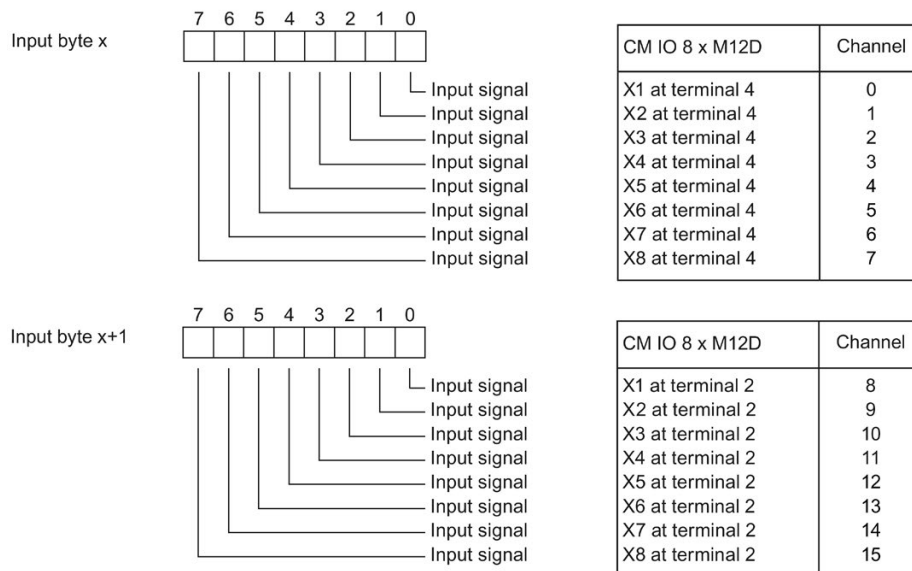 7 6 5 4 3 2 1 0
Input byte x
Input signal
Input signal
Input signal
Input signal
Input signal
Input signal
Input signal
Input signal
CM IO 8 x M12D Channel
X1 at terminal 4 0
X2 at terminal 4 1
X3 at terminal 4 2
X4 at terminal 4 3
X5 at terminal 4 4
X6 at terminal 4 5
X7 at terminal 4 6
X8 at terminal 4 7
7 6 5 4 3 2 1 0
Input byte x+1
Input signal
Input signal
Input signal
Input signal
Input signal
Input signal
Input signal
Input signal
CM IO 8 x M12D Channel
X1 at terminal 2 8
X2 at terminal 2 9
X3 at terminal 2 10
X4 at terminal 2 11
X5 at terminal 2 12
X6 at terminal 2 13
X7 at terminal 2 14
X8 at terminal 2 15